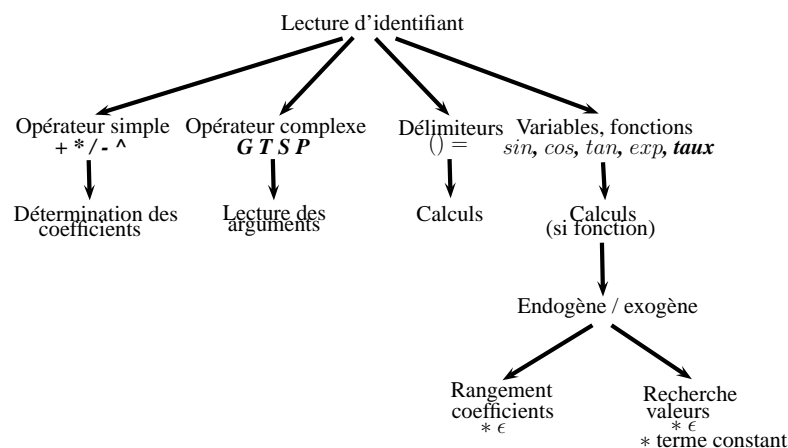 Lecture d'identifiant
Opérateur simple
+ * / - ^
Opérateur complexe
G T S P
Délimiteurs
() =
Variables, fonctions
sin, cos, tan, exp, taux
Détermination des
coefficients
Lecture des
arguments
Calculs
Calculs
(si fonction)
Endogène / exogène
Rangement
coefficients
* ϵ
Recherche
valeurs
* ϵ
* terme constant